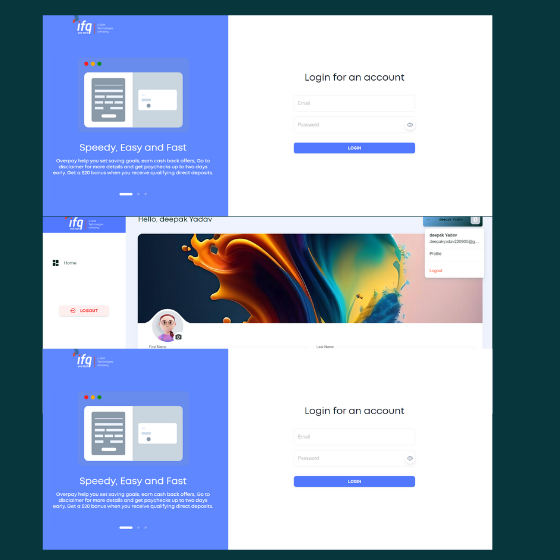 ifq
Login for an account
Email
Password
LOGIN
Speedy, Easy and Fast
Overpay help you set saving goals, earn cash back offers, Go to
disclaimer for more details and get paychecks up to two days
early. Get a $20 bonus when you receive qualifying direct deposits.
ifq
Hello, deepak Yadav
deepak Yadav
Profile
Logout
Home
LOGOUT
First Name
Last Name
ifq
Login for an account
Email
Password
LOGIN
Speedy, Easy and Fast
Overpay help you set saving goals, earn cash back offers, Go to
disclaimer for more details and get paychecks up to two days
early. Get a $20 bonus when you receive qualifying direct deposits.